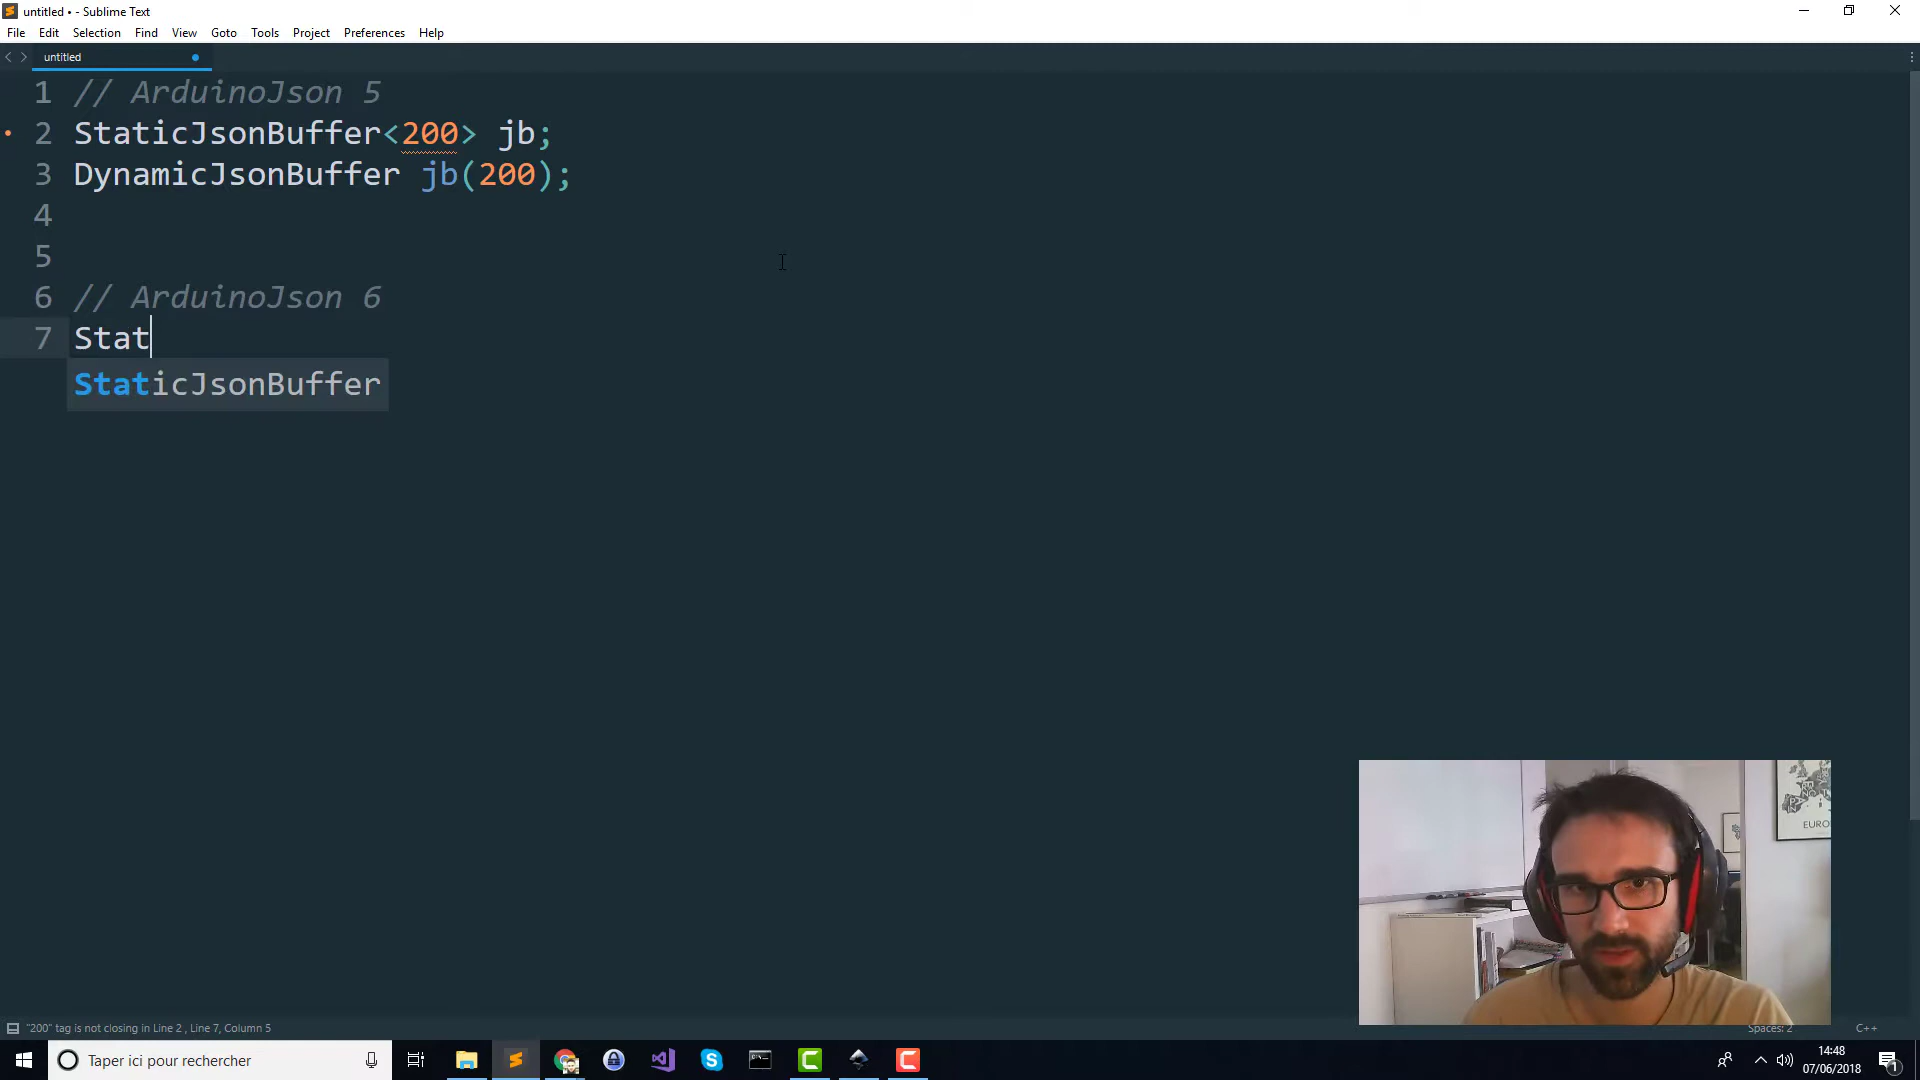 untitled • - Sublime Text
File Edit Selection Find View Goto Tools Project Preferences Help
untitled
1 // ArduinoJson 5
2 StaticJsonBuffer<200> jb;
3 DynamicJsonBuffer jb(200);
4
5
6 // ArduinoJson 6
7 Stat
StaticJsonBuffer
EURO
"200" tag is not closing in Line 2 , Line 7, Column 5
Spaces: 2
C++
Taper ici pour rechercher
14:48
07/06/2018
1